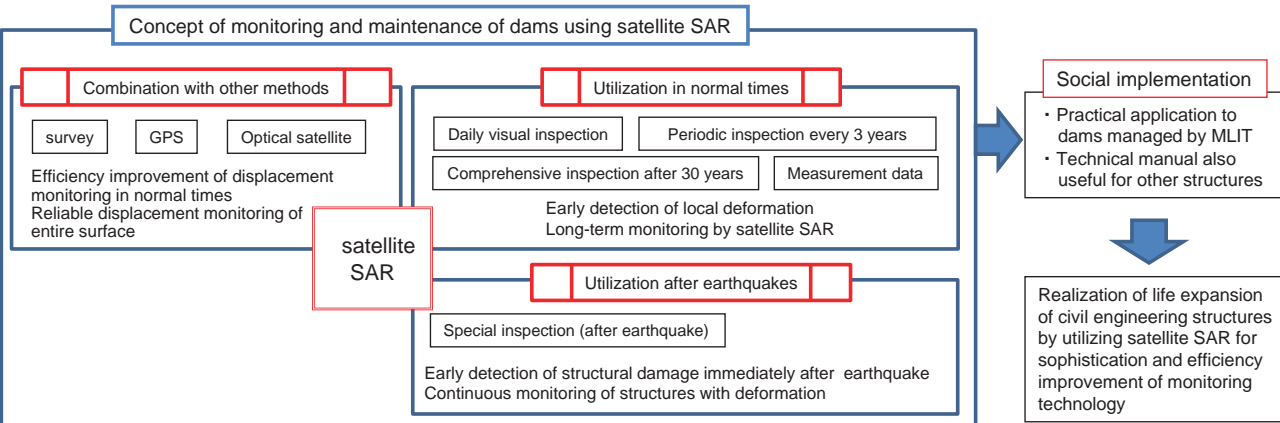 Concept of monitoring and maintenance of dams using satellite SAR
Combination with other methods
survey
GPS
Optical satellite
Efficiency improvement of displacement
monitoring in normal times
Reliable displacement monitoring of
entire surface
satellite
SAR
Utilization in normal times
Daily visual inspection
Periodic inspection every 3 years
Comprehensive inspection after 30 years
Measurement data
Early detection of local deformation
Long-term monitoring by satellite SAR
Utilization after earthquakes
Special inspection (after earthquake)
Early detection of structural damage immediately after earthquake
Continuous monitoring of structures with deformation
Social implementation
・Practical application to
dams managed by MLIT
・Technical manual also
useful for other structures
Realization of life expansion
of civil engineering structures
by utilizing satellite SAR for
sophistication and efficiency
improvement of monitoring
technology